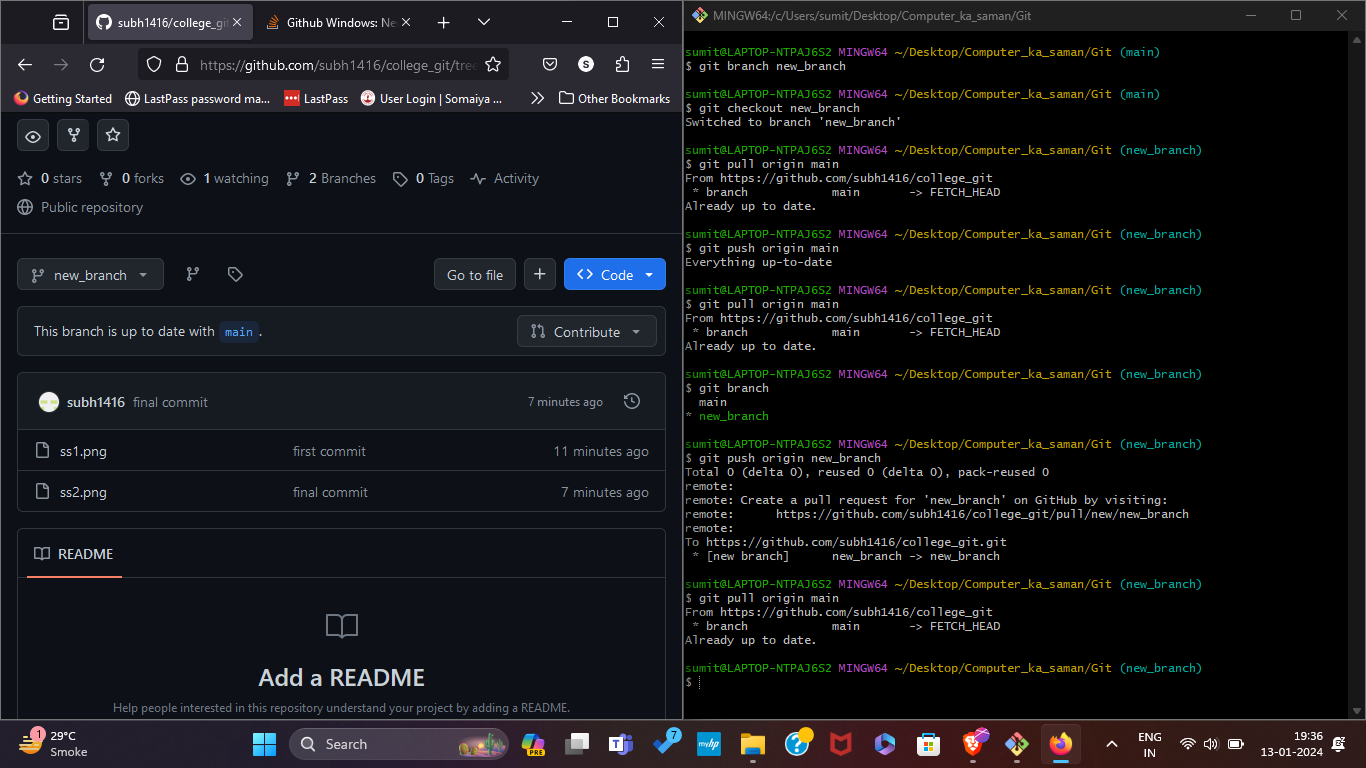 subh1416/college_git
Github Windows: Ne
https://github.com/subh1416/college_git/tree
S
Getting Started
LastPass password ma...
LastPass
User Login | Somaiya ...
Other Bookmarks
0 stars
0 forks
1 watching
2 Branches
0 Tags
Activity
Public repository
new_branch
Go to file
+
Code
This branch is up to date with main.
Contribute
subh1416 final commit 7 minutes ago
ss1.png first commit 11 minutes ago
ss2.png final commit 7 minutes ago
README
Add a README
Help people interested in this repository understand your project by adding a README.
MINGW64:/c/Users/sumit/Desktop/Computer_ka_saman/Git
sumit@LAPTOP-NTPAJ6S2 MINGW64 ~/Desktop/Computer_ka_saman/Git (main)
$ git branch new_branch
sumit@LAPTOP-NTPAJ6S2 MINGW64 ~/Desktop/Computer_ka_saman/Git (main)
$ git checkout new_branch
Switched to branch 'new_branch'
sumit@LAPTOP-NTPAJ6S2 MINGW64 ~/Desktop/Computer_ka_saman/Git (new_branch)
$ git pull origin main
From https://github.com/subh1416/college_git
 * branch            main       -> FETCH_HEAD
Already up to date.
sumit@LAPTOP-NTPAJ6S2 MINGW64 ~/Desktop/Computer_ka_saman/Git (new_branch)
$ git push origin main
Everything up-to-date
sumit@LAPTOP-NTPAJ6S2 MINGW64 ~/Desktop/Computer_ka_saman/Git (new_branch)
$ git pull origin main
From https://github.com/subh1416/college_git
 * branch            main       -> FETCH_HEAD
Already up to date.
sumit@LAPTOP-NTPAJ6S2 MINGW64 ~/Desktop/Computer_ka_saman/Git (new_branch)
$ git branch
  main
* new_branch
sumit@LAPTOP-NTPAJ6S2 MINGW64 ~/Desktop/Computer_ka_saman/Git (new_branch)
$ git push origin new_branch
Total 0 (delta 0), reused 0 (delta 0), pack-reused 0
remote:
remote: Create a pull request for 'new_branch' on GitHub by visiting:
remote:      https://github.com/subh1416/college_git/pull/new/new_branch
remote:
To https://github.com/subh1416/college_git.git
 * [new branch]      new_branch -> new_branch
sumit@LAPTOP-NTPAJ6S2 MINGW64 ~/Desktop/Computer_ka_saman/Git (new_branch)
$ git pull origin main
From https://github.com/subh1416/college_git
 * branch            main       -> FETCH_HEAD
Already up to date.
sumit@LAPTOP-NTPAJ6S2 MINGW64 ~/Desktop/Computer_ka_saman/Git (new_branch)
$
1
29°C
Smoke
Search
PRE
7
myhp
ENG
IN
19:36
13-01-2024